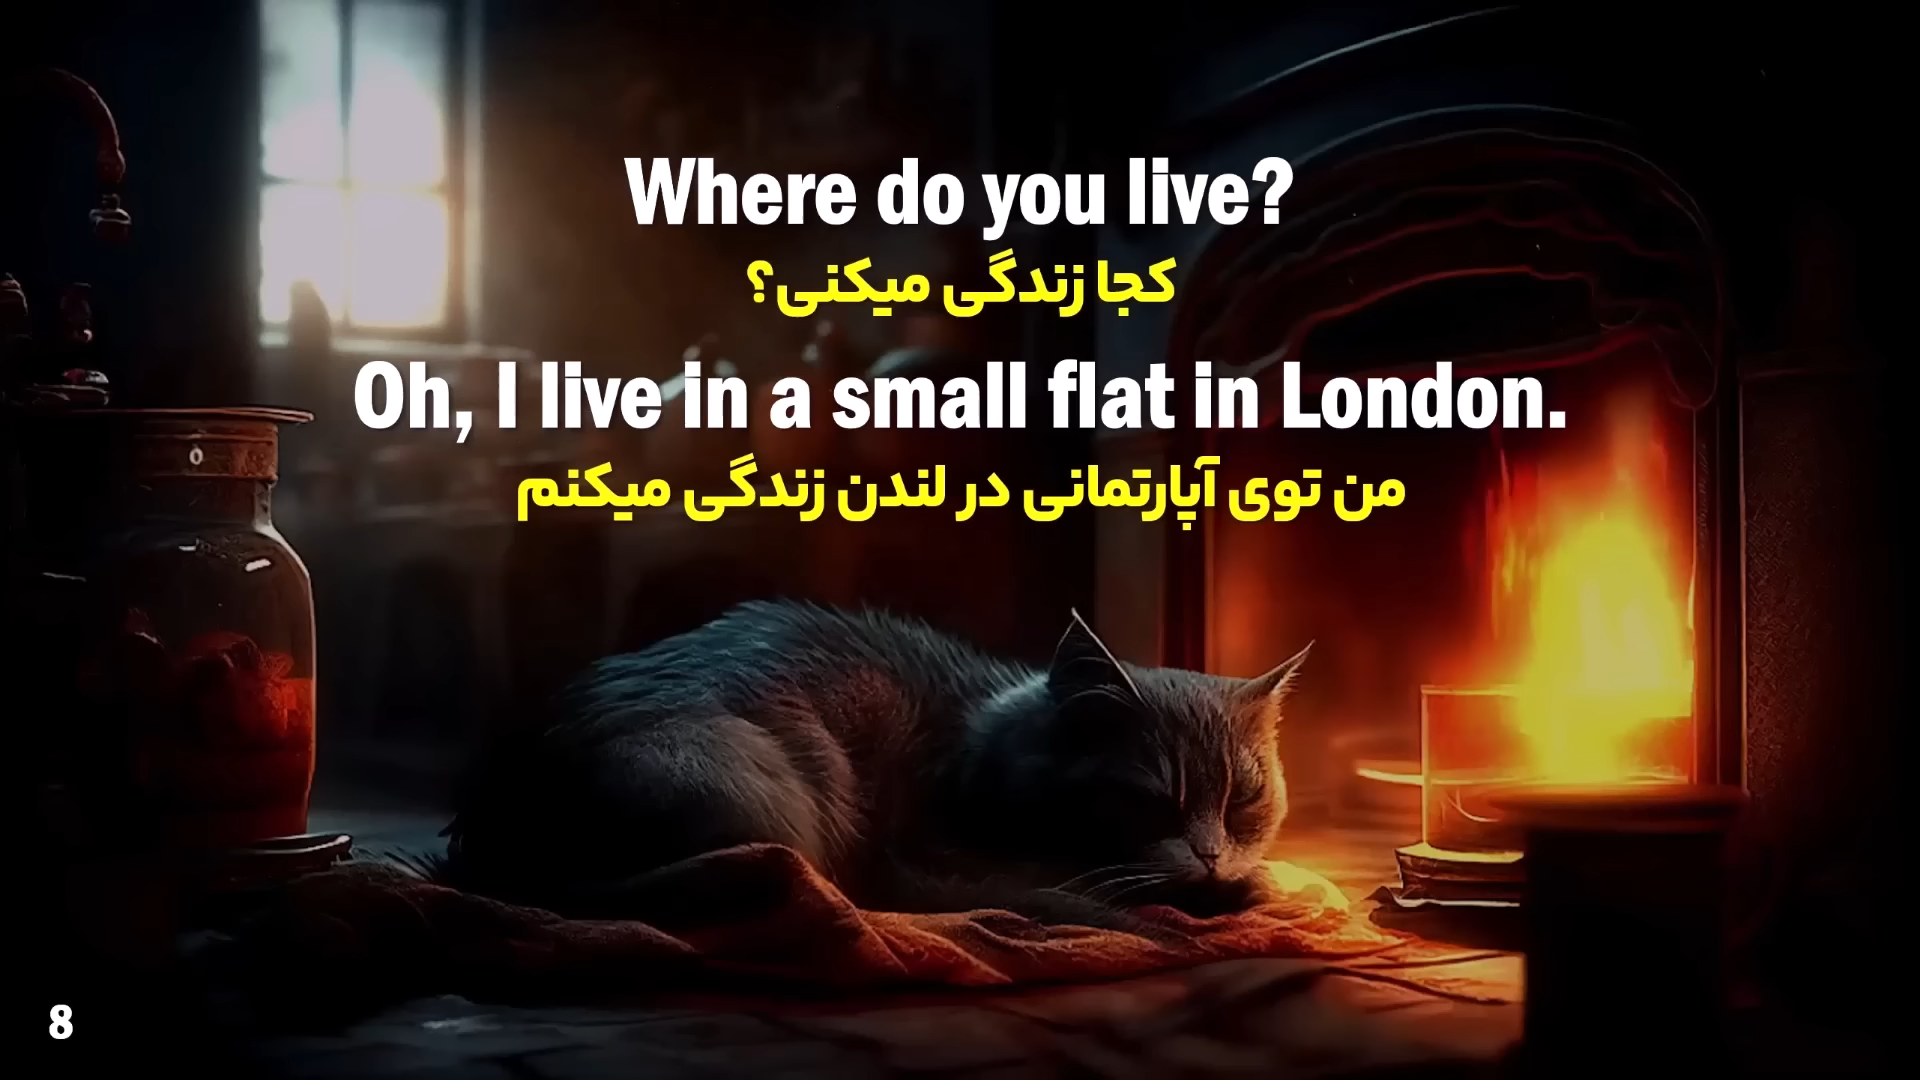 Where do you live?
کجا زندگی میکنی؟
Oh, I live in a small flat in London.
من توی آپارتمانی در لندن زندگی میکنم
8